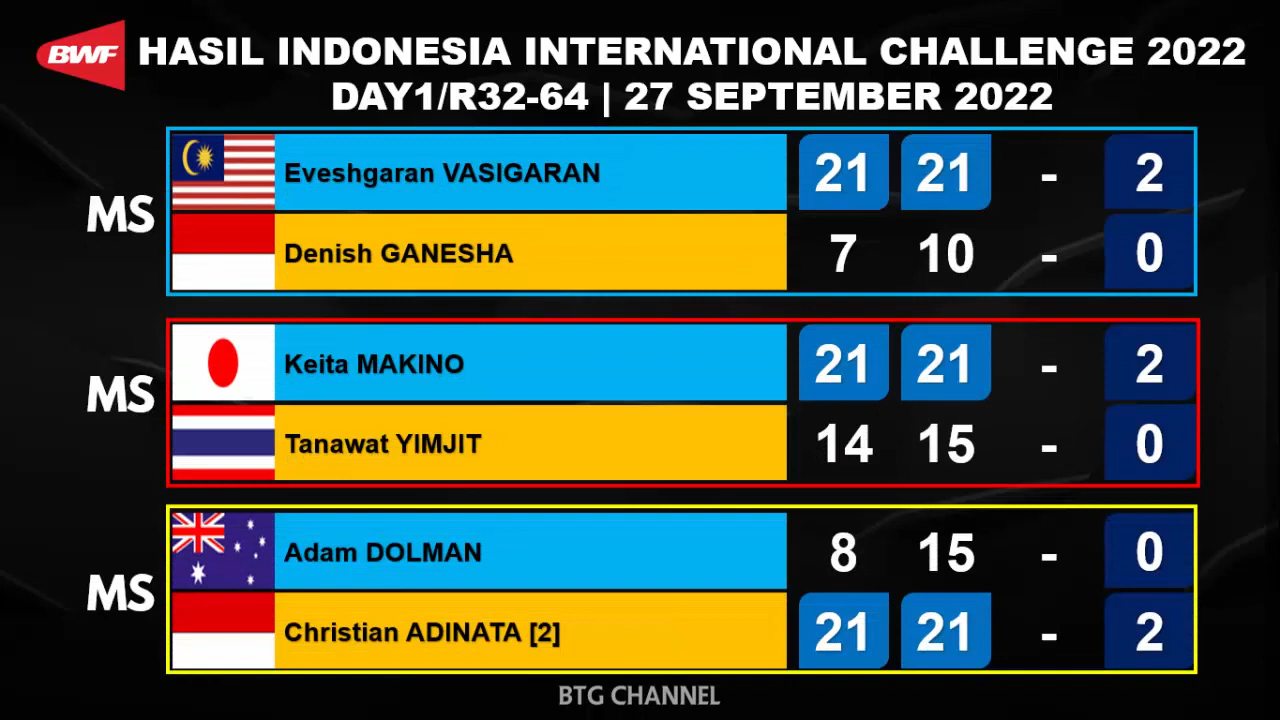 BWF HASIL INDONESIA INTERNATIONAL CHALLENGE 2022
DAY1/R32-64 | 27 SEPTEMBER 2022
MS
Eveshgaran VASIGARAN 21 21 - 2
Denish GANESHA 7 10 - 0
MS
Keita MAKINO 21 21 - 2
Tanawat YIMJIT 14 15 - 0
MS
Adam DOLMAN 8 15 - 0
Christian ADINATA [2] 21 21 - 2
BTG CHANNEL